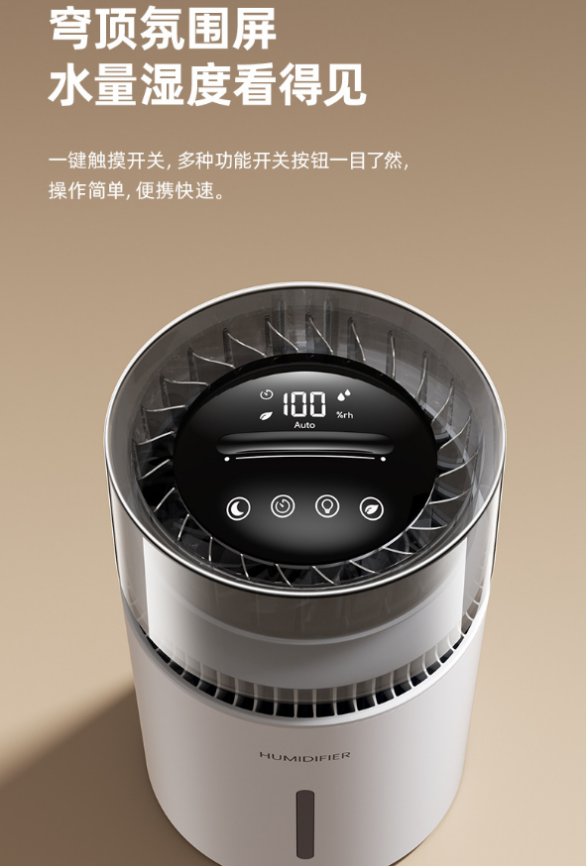 穹顶氛围屏
水量湿度看得见
一键触摸开关, 多种功能开关按钮一目了然,
操作简单, 便携快速。
100 %rh
Auto
HUMIDIFIER